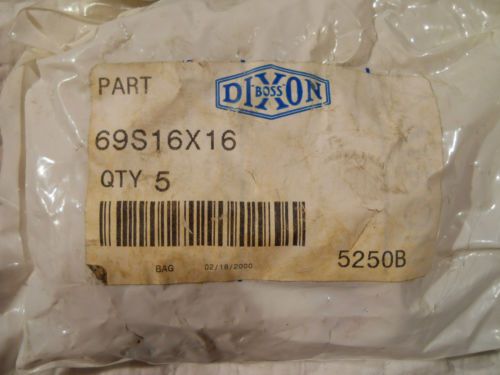 PART
DIXON
BOSS
69S16X16
QTY 5
BAG 02/18/2000
5250B